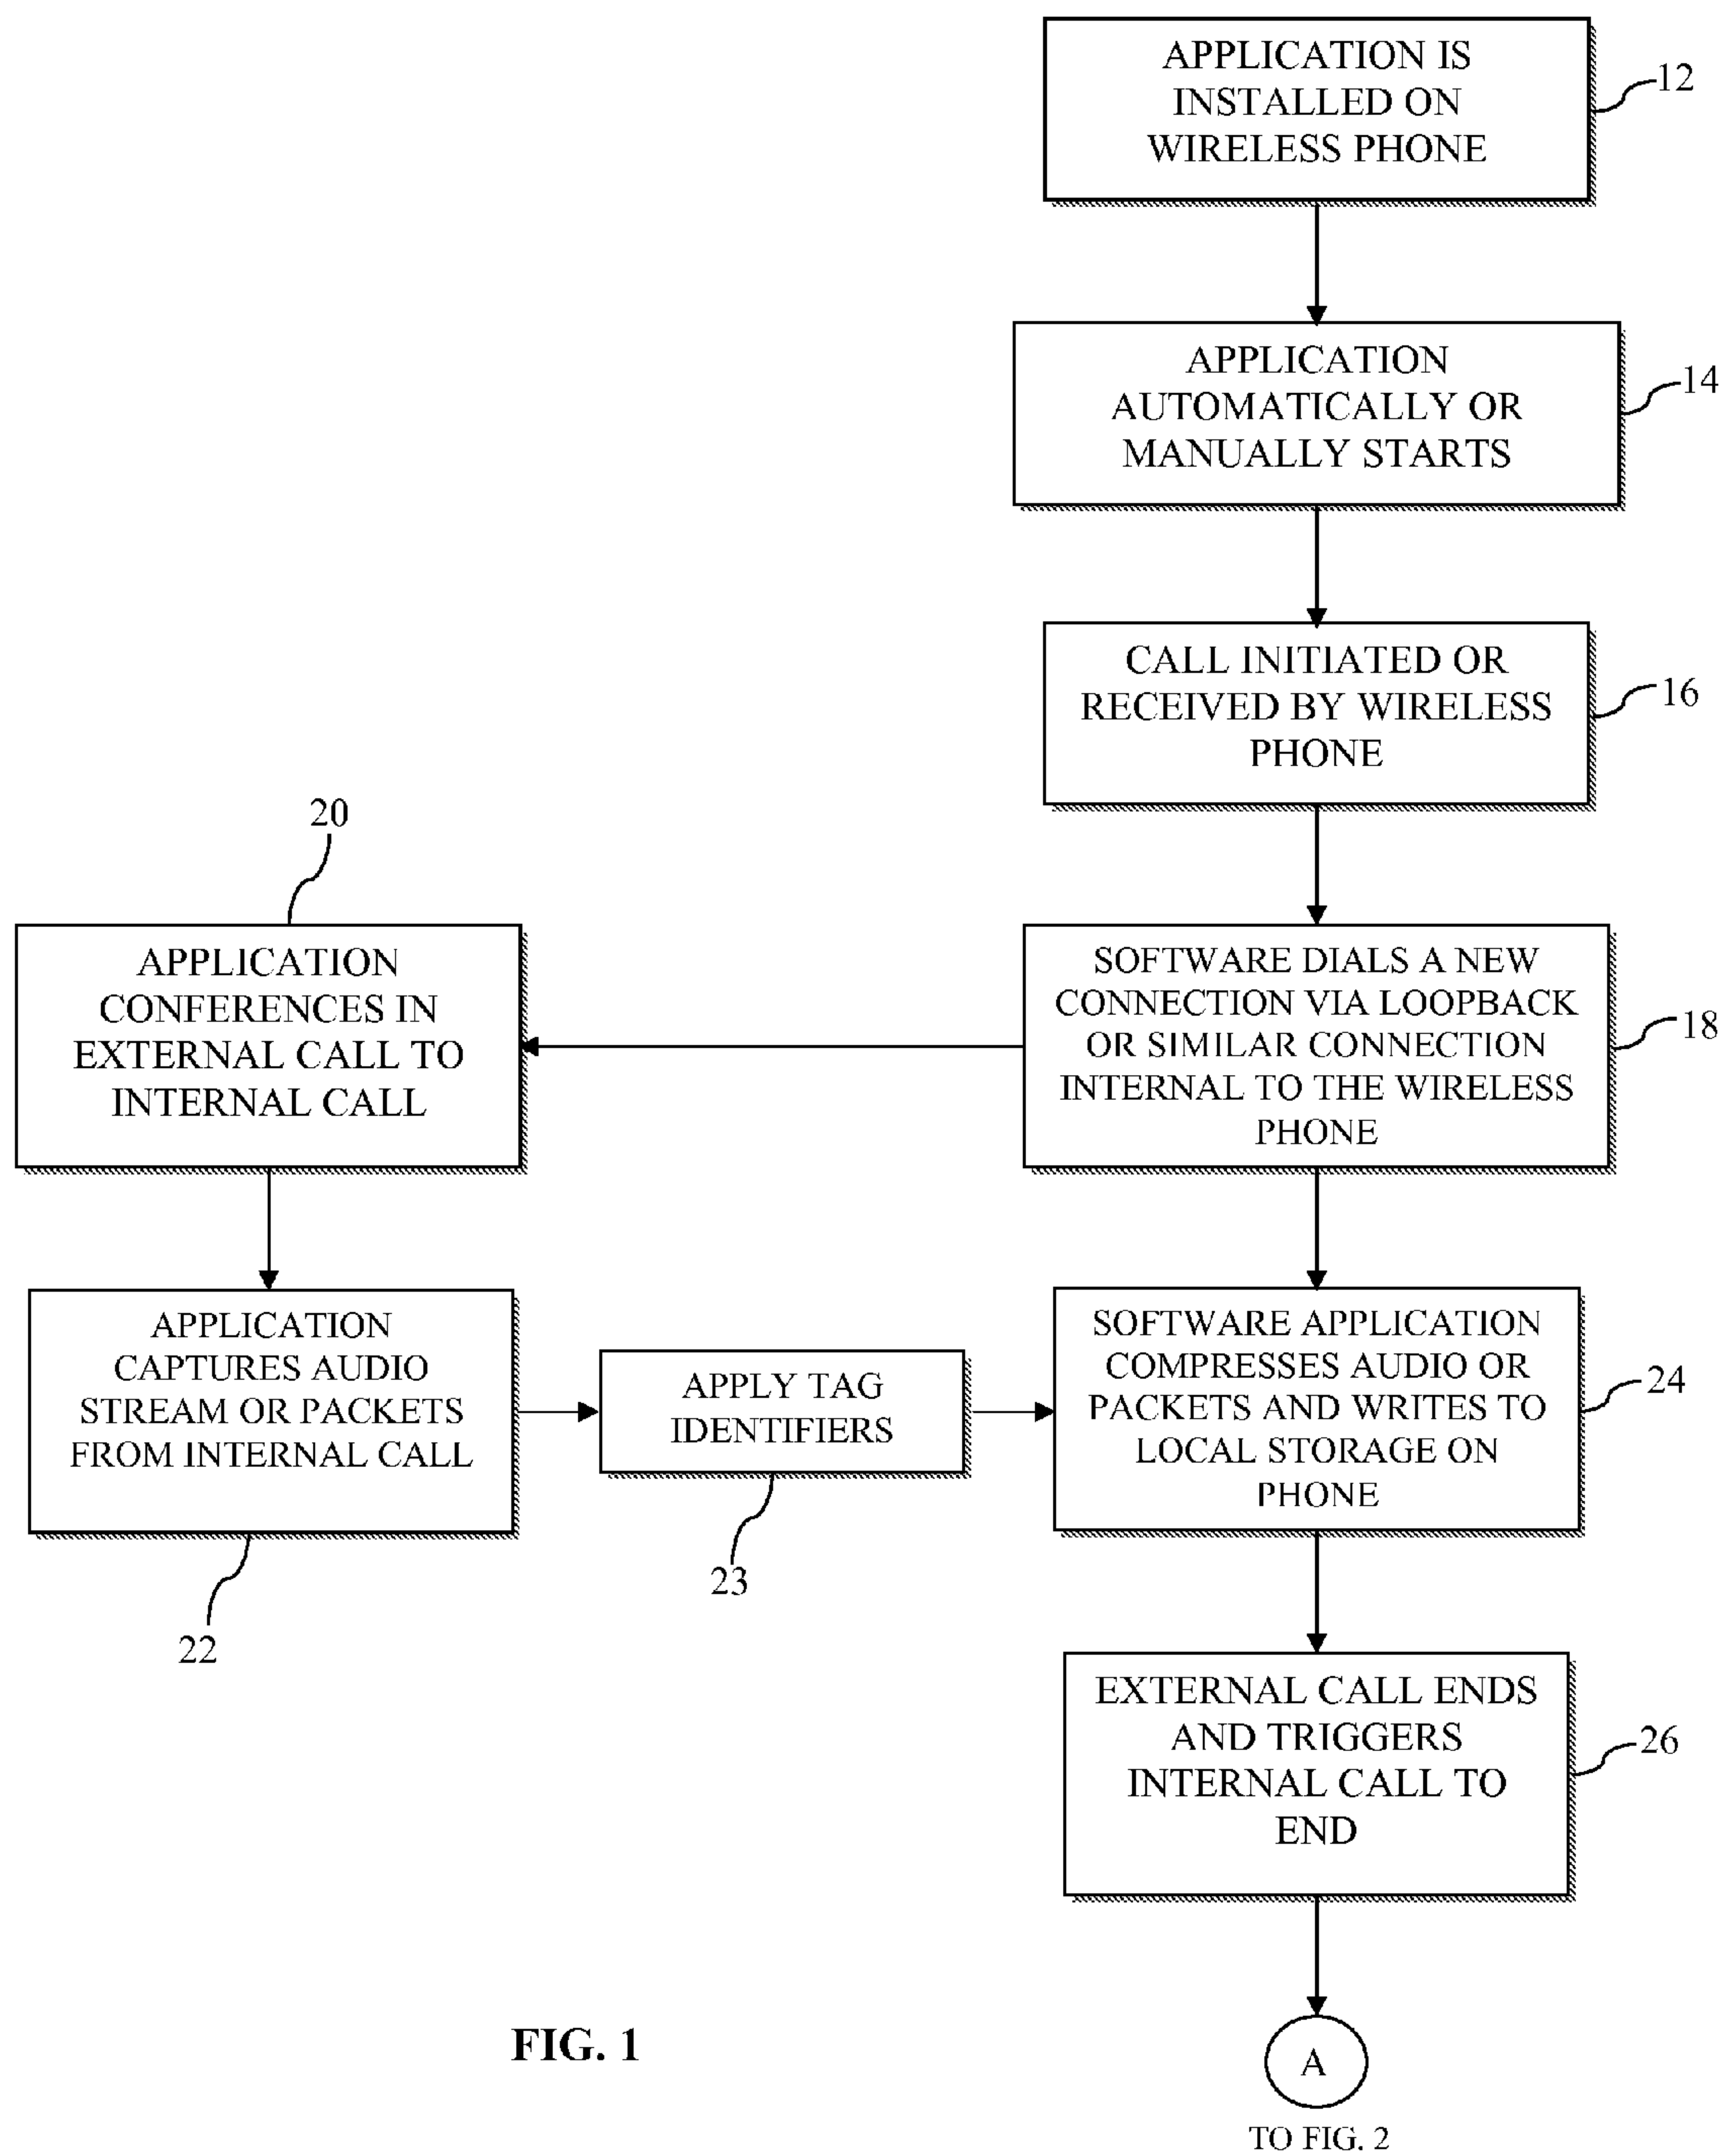 APPLICATION IS
INSTALLED ON
WIRELESS PHONE
12
APPLICATION
AUTOMATICALLY OR
MANUALLY STARTS
14
CALL INITIATED OR
RECEIVED BY WIRELESS
PHONE
16
SOFTWARE DIALS A NEW
CONNECTION VIA LOOPBACK
OR SIMILAR CONNECTION
INTERNAL TO THE WIRELESS
PHONE
18
20
APPLICATION
CONFERENCES IN
EXTERNAL CALL TO
INTERNAL CALL
APPLICATION
CAPTURES AUDIO
STREAM OR PACKETS
FROM INTERNAL CALL
22
APPLY TAG
IDENTIFIERS
23
SOFTWARE APPLICATION
COMPRESSES AUDIO OR
PACKETS AND WRITES TO
LOCAL STORAGE ON
PHONE
24
EXTERNAL CALL ENDS
AND TRIGGERS
INTERNAL CALL TO
END
26
A
TO FIG. 2
FIG. 1